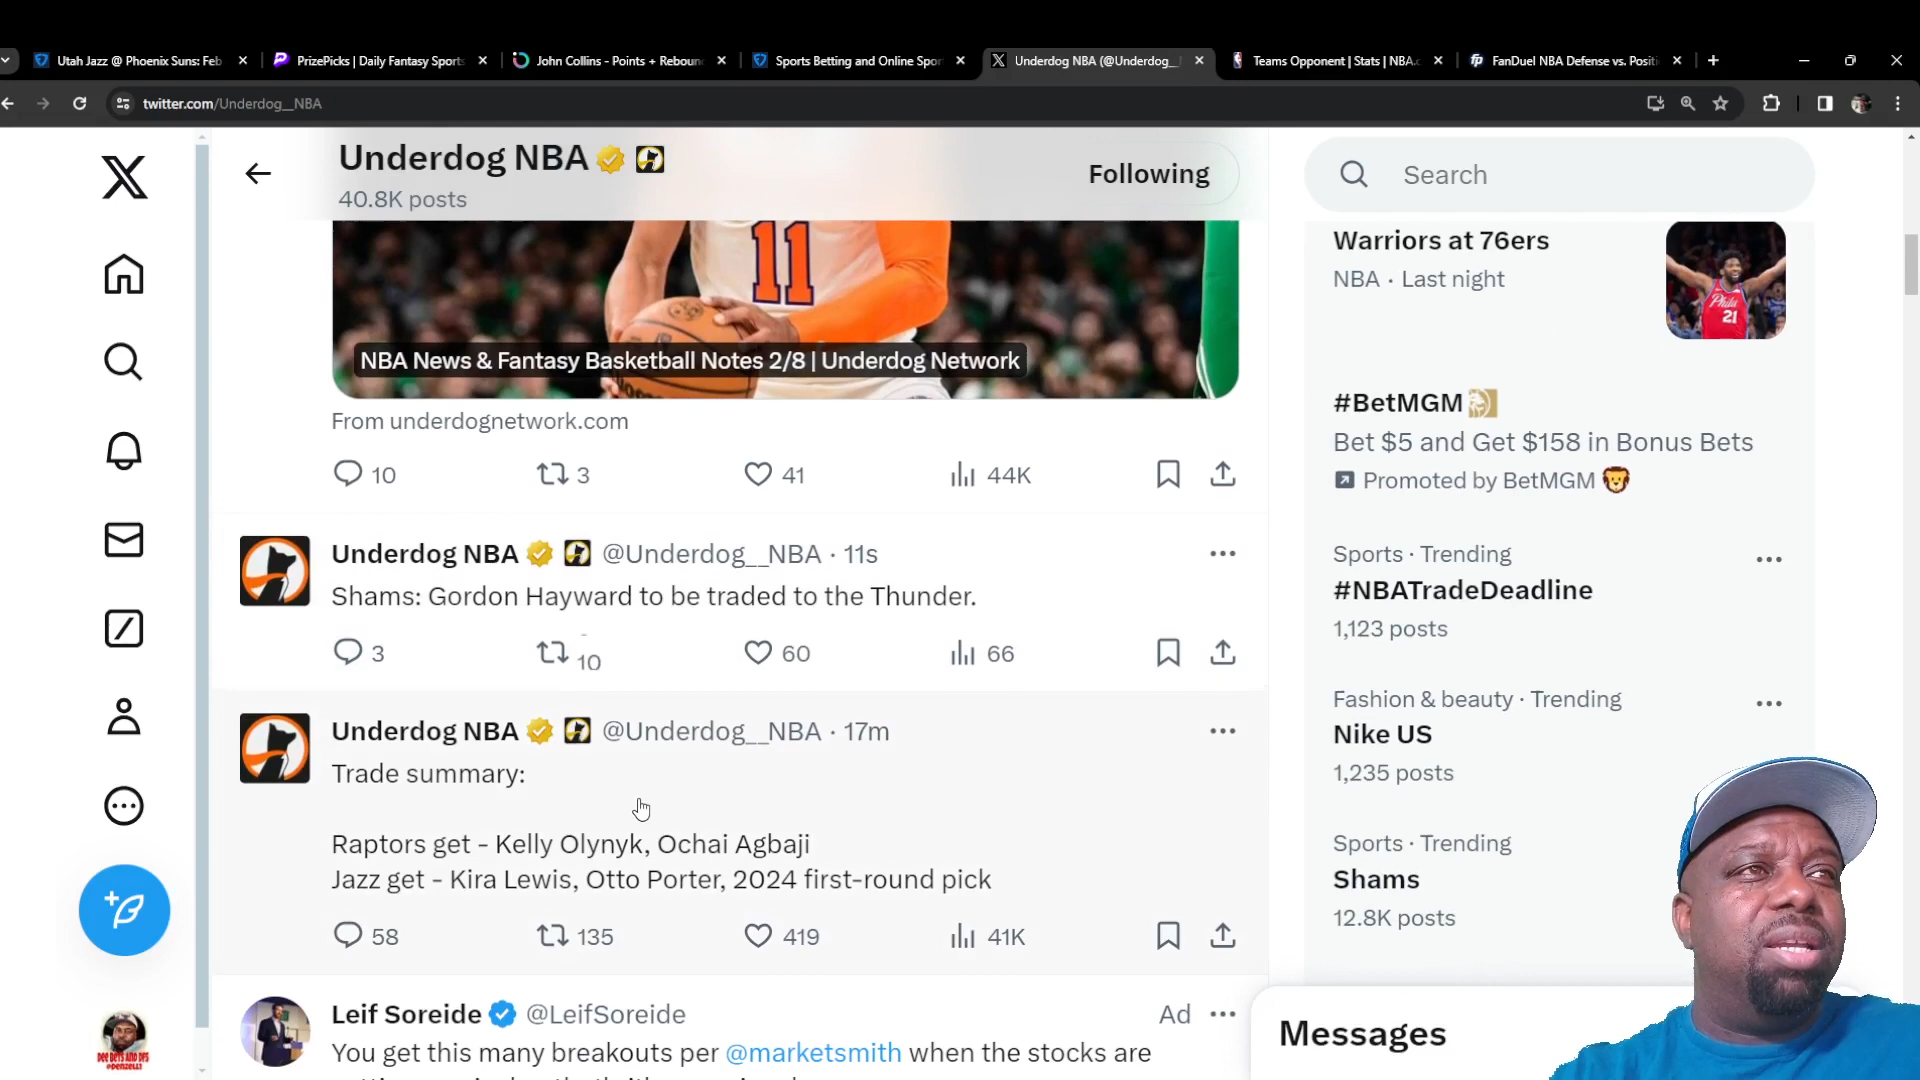 Utah Jazz @ Phoenix Suns: Feb
PrizePicks | Daily Fantasy Sports
John Collins - Points + Reboun
Sports Betting and Online Spor
Underdog NBA (@Underdog_
Teams Opponent | Stats | NBA.c
FanDuel NBA Defense vs. Positi
twitter.com/Underdog__NBA
Underdog NBA
40.8K posts
Following
Search
11
NBA News & Fantasy Basketball Notes 2/8 | Underdog Network
From underdognetwork.com
10 3 41 44K
Underdog NBA @Underdog__NBA · 11s
Shams: Gordon Hayward to be traded to the Thunder.
3 10 60 66
Underdog NBA @Underdog__NBA · 17m
Trade summary:
Raptors get - Kelly Olynyk, Ochai Agbaji
Jazz get - Kira Lewis, Otto Porter, 2024 first-round pick
58 135 419 41K
Leif Soreide @LeifSoreide Ad
You get this many breakouts per @marketsmith when the stocks are
Warriors at 76ers
NBA · Last night
Phila
21
#BetMGM
Bet $5 and Get $158 in Bonus Bets
Promoted by BetMGM
Sports · Trending
#NBATradeDeadline
1,123 posts
Fashion & beauty · Trending
Nike US
1,235 posts
Sports · Trending
Shams
12.8K posts
Messages
DEE BETS AND DFS